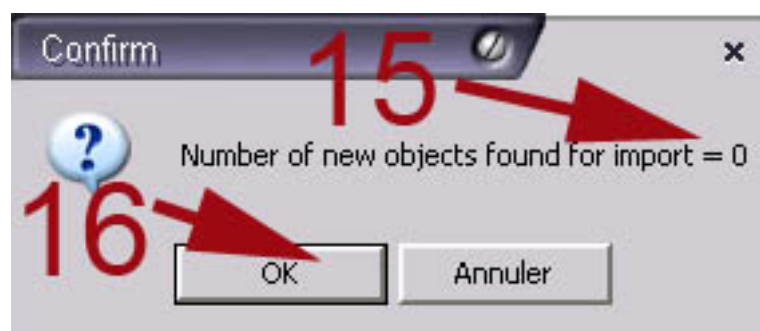 Confirm
15
Number of new objects found for import = 0
16
OK Annuler